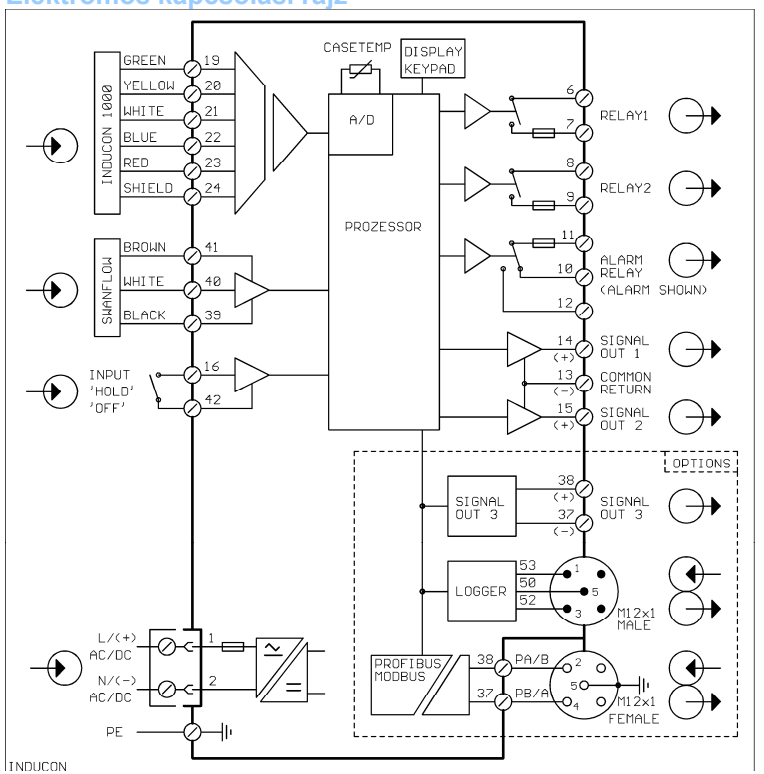 Elektromos kapcsolási rajz
CASETEMP
DISPLAY
KEYPAD
INDUCON 1000
GREEN 19
YELLOW 20
WHITE 21
BLUE 22
RED 23
SHIELD 24
A/D
PROZESSOR
6
7
RELAY1
8
9
RELAY2
11
10
12
ALARM
RELAY
(ALARM SHOWN)
SWANFLOW
BROWN 41
WHITE 40
BLACK 39
INPUT
'HOLD'
'OFF'
16
42
14
(+)
SIGNAL
OUT 1
13
(-)
COMMON
RETURN
15
(+)
SIGNAL
OUT 2
OPTIONS
SIGNAL
OUT 3
38
(+)
37
(-)
SIGNAL
OUT 3
LOGGER
53
50
52
1
5
3
M12x1
MALE
PROFIBUS
MODBUS
38 PA/B
37 PB/A
2
5
4
M12x1
FEMALE
L/(+)
AC/DC
1
N/(-)
AC/DC
2
PE
INDUCON